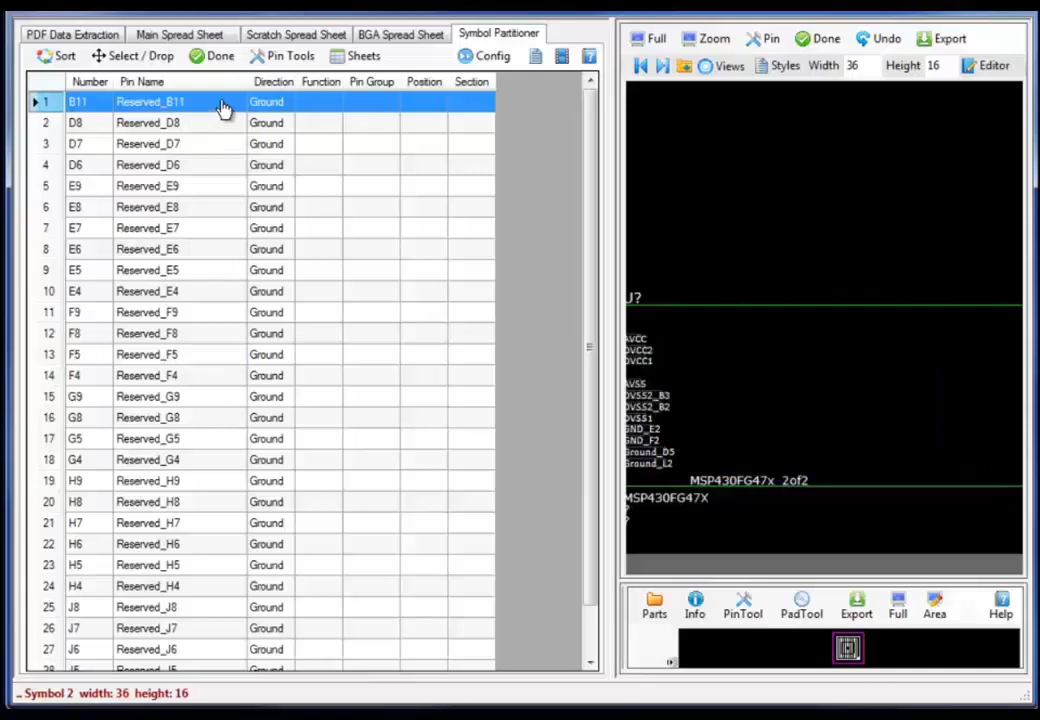 PDF Data Extraction Main Spread Sheet Scratch Spread Sheet BGA Spread Sheet Symbol Partitioner
Sort Select / Drop Done Pin Tools Sheets Config
Number Pin Name Direction Function Pin Group Position Section
1 B11 Reserved_B11 Ground
2 D8 Reserved_D8 Ground
3 D7 Reserved_D7 Ground
4 D6 Reserved_D6 Ground
5 E9 Reserved_E9 Ground
6 E8 Reserved_E8 Ground
7 E7 Reserved_E7 Ground
8 E6 Reserved_E6 Ground
9 E5 Reserved_E5 Ground
10 E4 Reserved_E4 Ground
11 F9 Reserved_F9 Ground
12 F8 Reserved_F8 Ground
13 F5 Reserved_F5 Ground
14 F4 Reserved_F4 Ground
15 G9 Reserved_G9 Ground
16 G8 Reserved_G8 Ground
17 G5 Reserved_G5 Ground
18 G4 Reserved_G4 Ground
19 H9 Reserved_H9 Ground
20 H8 Reserved_H8 Ground
21 H7 Reserved_H7 Ground
22 H6 Reserved_H6 Ground
23 H5 Reserved_H5 Ground
24 H4 Reserved_H4 Ground
25 J8 Reserved_J8 Ground
26 J7 Reserved_J7 Ground
27 J6 Reserved_J6 Ground
28 J5 Reserved_J5 Ground
Full Zoom Pin Done Undo Export
Views Styles Width 36 Height 16 Editor
U?
AVCC
DVCC2
DVCC1
AVSS
DVSS2_B3
DVSS2_B2
DVSS1
GND_E2
GND_F2
Ground_D5
Ground_L2
MSP430FG47x 2of2
MSP430FG47X
?
?
Parts Info PinTool PadTool Export Full Area Help
.. Symbol 2 width: 36 height: 16